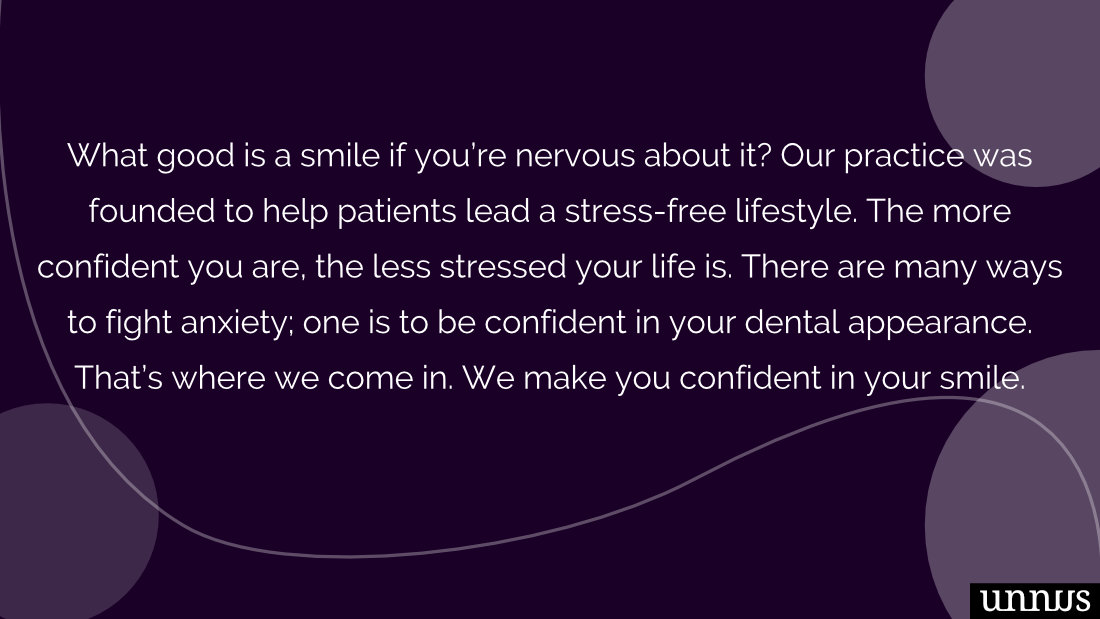 What good is a smile if you’re nervous about it? Our practice was
founded to help patients lead a stress-free lifestyle. The more
confident you are, the less stressed your life is. There are many ways
to fight anxiety; one is to be confident in your dental appearance.
That’s where we come in. We make you confident in your smile.
unnus